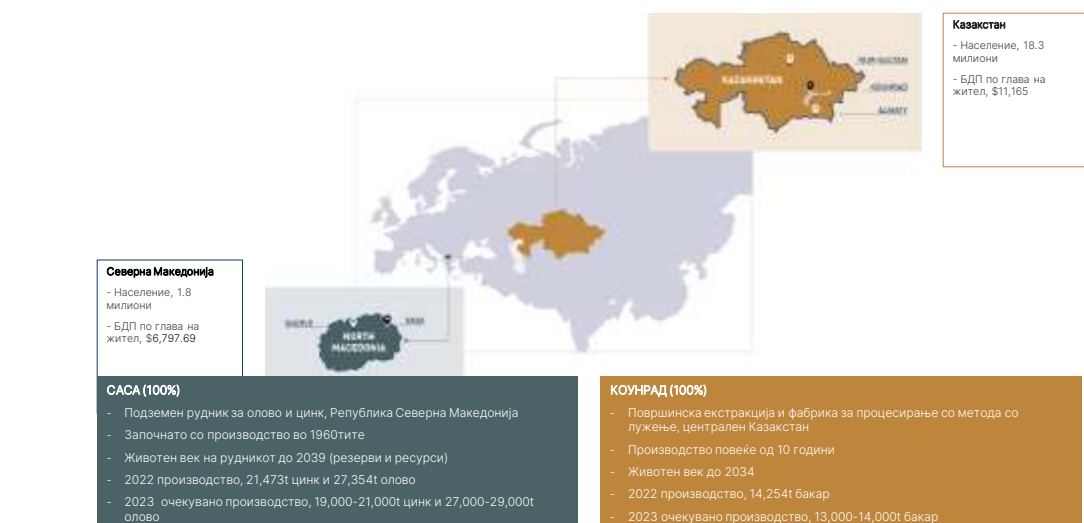 Казакстан
- Население, 18.3
милиони
- БДП по глава на
жител, $11,165
KAZAKHSTAN
Северна Македонија
- Население, 1.8
милиони
- БДП по глава на
жител, $6,797.69
NORTH
MACEDONIA
САСА (100%)
- Подземен рудник за олово и цинк, Република Северна Македонија
- Започнато со производство во 1960тите
- Животен век на рудникот до 2039 (резерви и ресурси)
- 2022 производство, 21,473t цинк и 27,354t олово
- 2023 очекувано производство, 19,000-21,000t цинк и 27,000-29,000t
олово
КОУНРАД (100%)
- Површинска екстракција и фабрика за процесирање со метода со
лужење, централен Казакстан
- Производство повеќе од 10 години
- Животен век до 2034
- 2022 производство, 14,254t бакар
- 2023 очекувано производство, 13,000-14,000t бакар